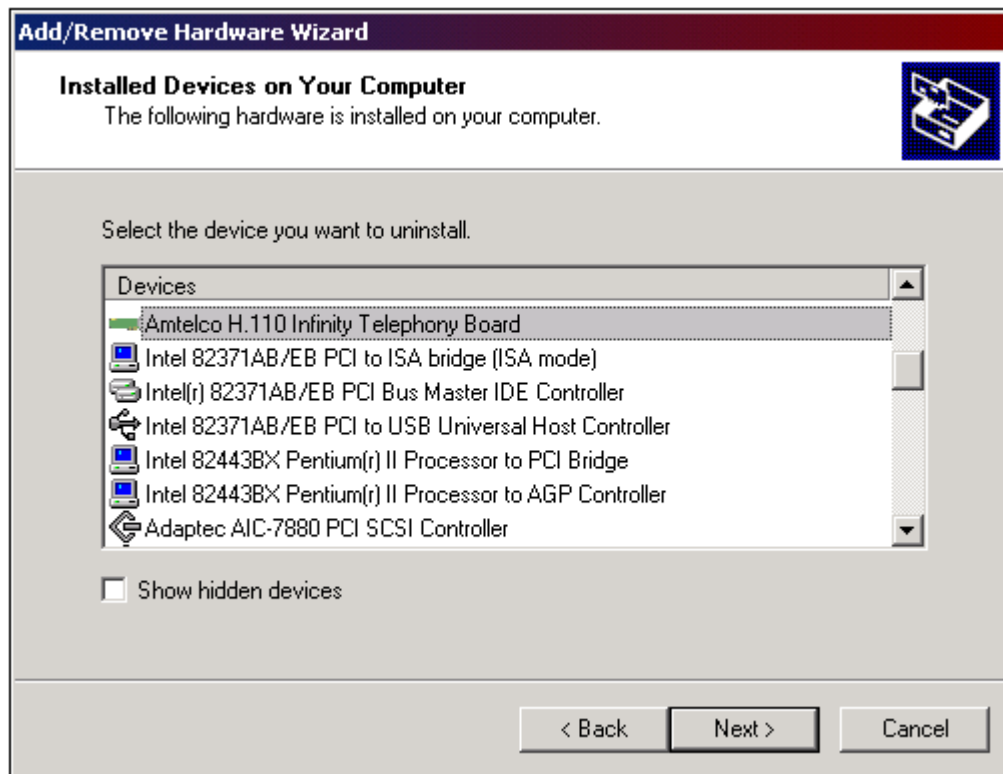 Add/Remove Hardware Wizard
Installed Devices on Your Computer
The following hardware is installed on your computer.
Select the device you want to uninstall.
Devices
Amtelco H.110 Infinity Telephony Board
Intel 82371AB/EB PCI to ISA bridge (ISA mode)
Intel(r) 82371AB/EB PCI Bus Master IDE Controller
Intel 82371AB/EB PCI to USB Universal Host Controller
Intel 82443BX Pentium(r) II Processor to PCI Bridge
Intel 82443BX Pentium(r) II Processor to AGP Controller
Adaptec AIC-7880 PCI SCSI Controller
Show hidden devices
< Back Next > Cancel